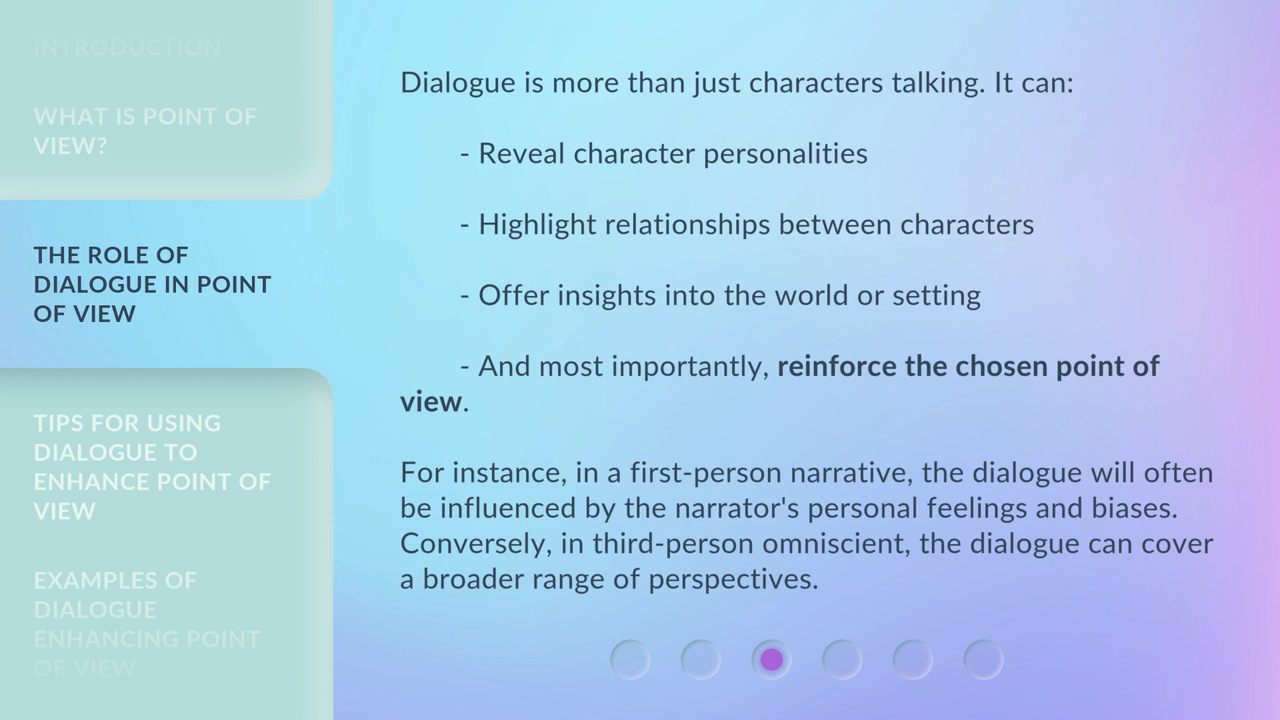 INTRODUCTION
WHAT IS POINT OF
VIEW?
THE ROLE OF
DIALOGUE IN POINT
OF VIEW
TIPS FOR USING
DIALOGUE TO
ENHANCE POINT OF
VIEW
EXAMPLES OF
DIALOGUE
ENHANCING POINT
OF VIEW
Dialogue is more than just characters talking. It can:
- Reveal character personalities
- Highlight relationships between characters
- Offer insights into the world or setting
- And most importantly, reinforce the chosen point of
view.
For instance, in a first-person narrative, the dialogue will often
be influenced by the narrator's personal feelings and biases.
Conversely, in third-person omniscient, the dialogue can cover
a broader range of perspectives.